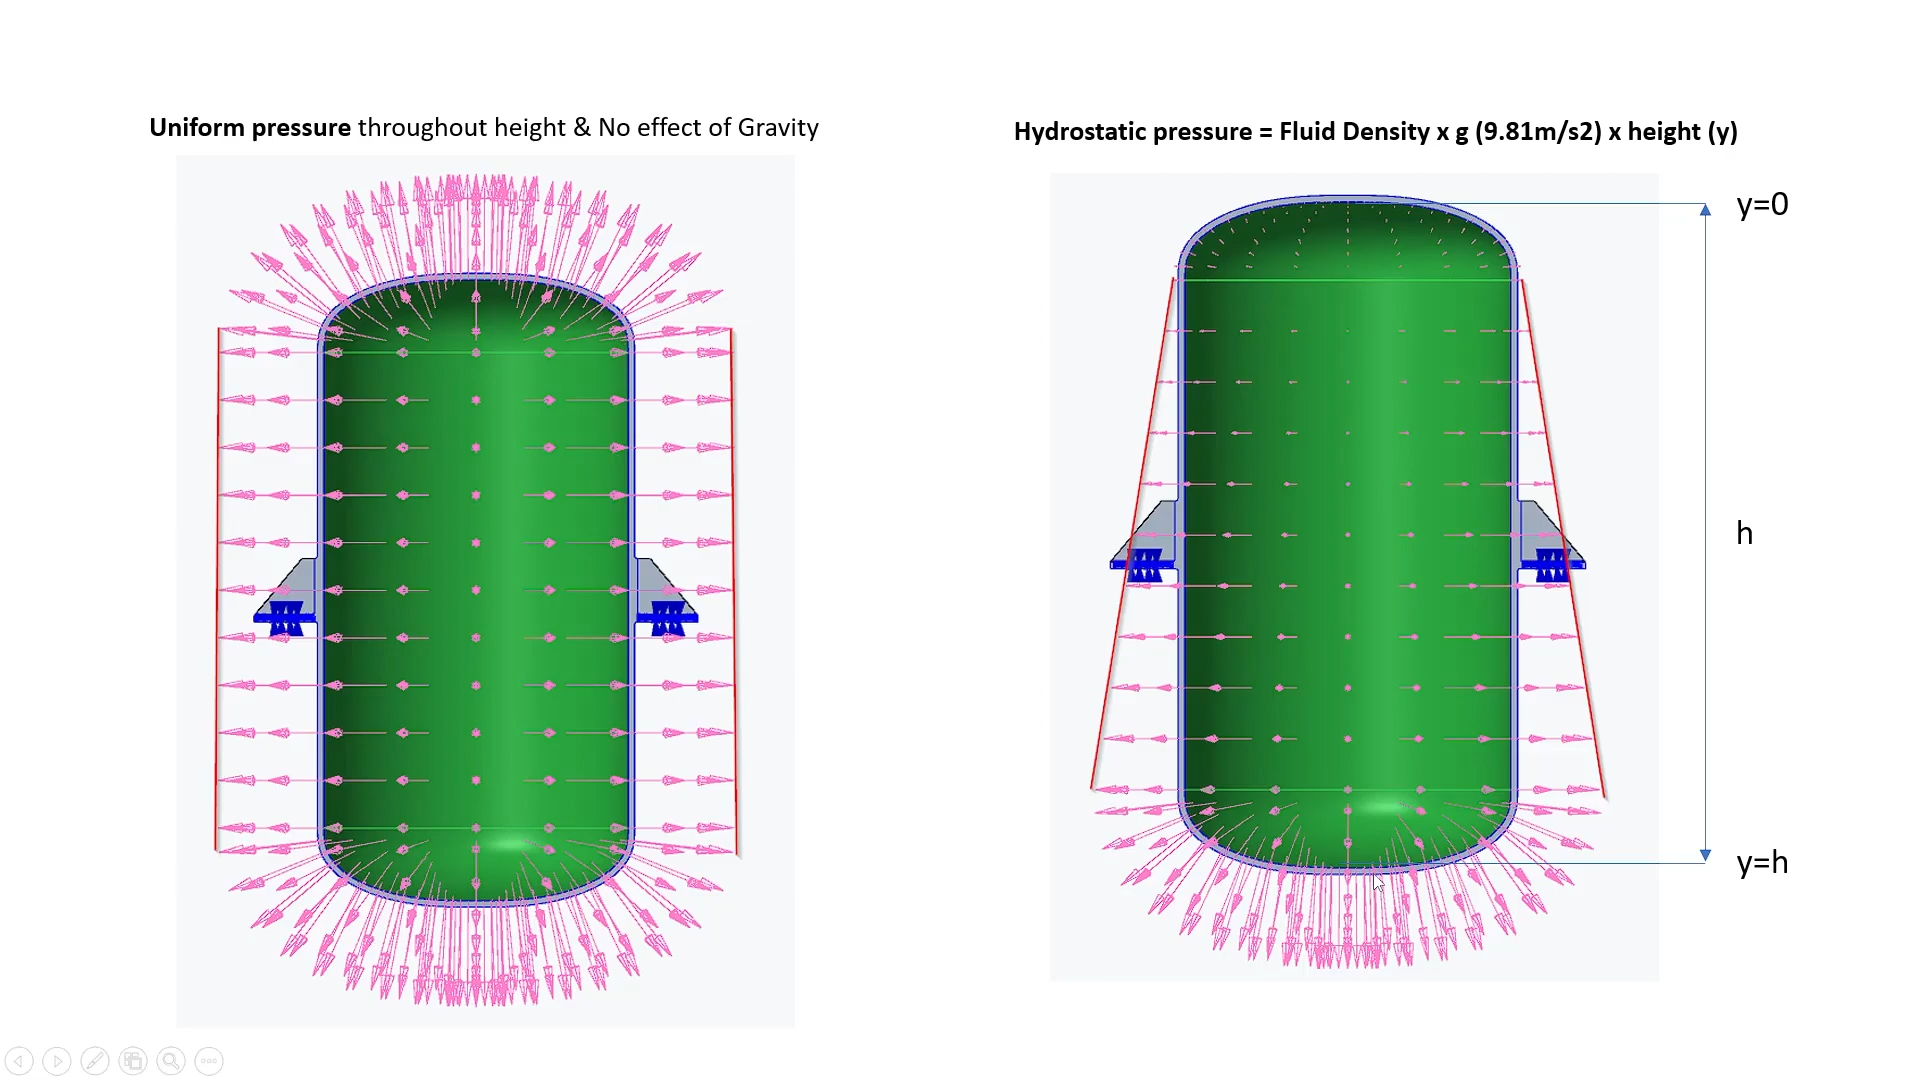 Uniform pressure throughout height & No effect of Gravity
Hydrostatic pressure = Fluid Density x g (9.81m/s2) x height (y)
y=0
h
y=h